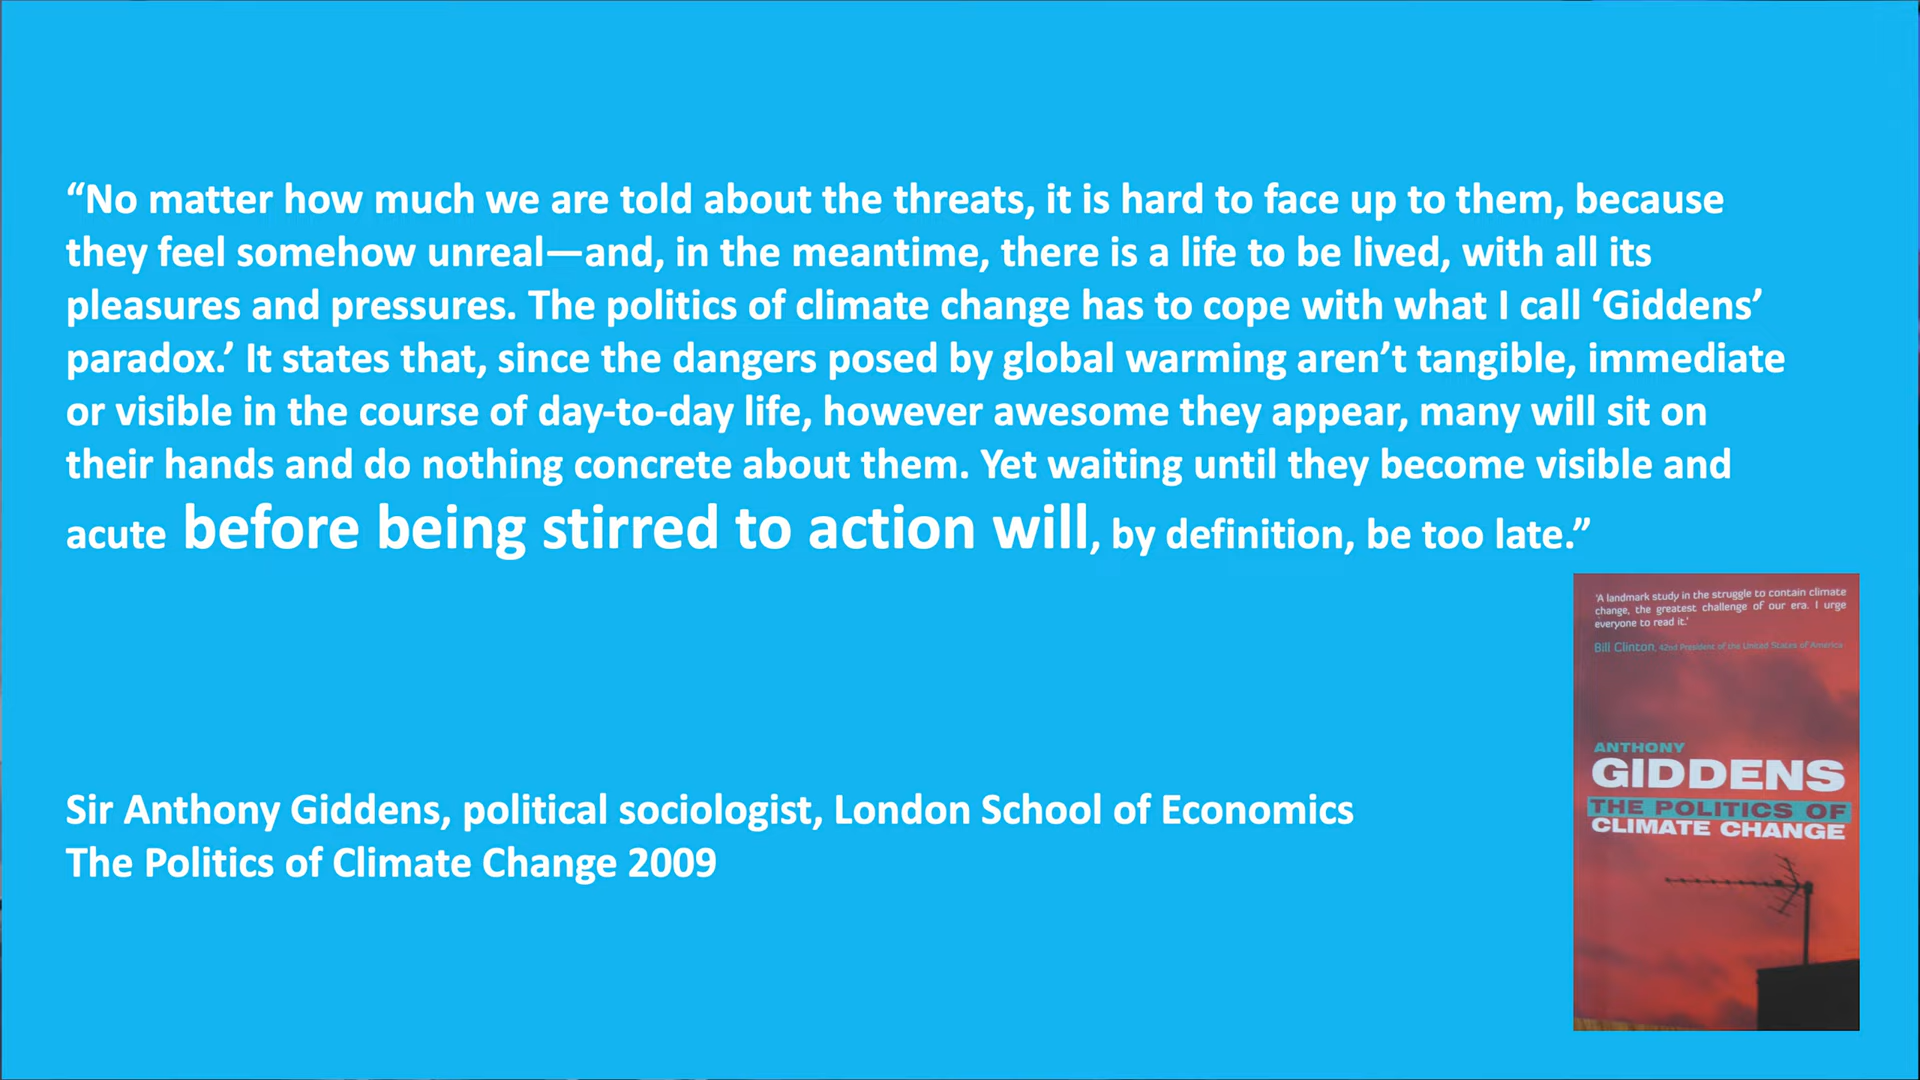 “No matter how much we are told about the threats, it is hard to face up to them, because
they feel somehow unreal—and, in the meantime, there is a life to be lived, with all its
pleasures and pressures. The politics of climate change has to cope with what I call ‘Giddens’
paradox.’ It states that, since the dangers posed by global warming aren’t tangible, immediate
or visible in the course of day-to-day life, however awesome they appear, many will sit on
their hands and do nothing concrete about them. Yet waiting until they become visible and
acute before being stirred to action will, by definition, be too late.”
Sir Anthony Giddens, political sociologist, London School of Economics
The Politics of Climate Change 2009
'A landmark study in the struggle to contain climate
change, the greatest challenge of our era. I urge
everyone to read it.'
Bill Clinton, 42nd President of the United States of America
ANTHONY
GIDDENS
THE POLITICS OF
CLIMATE CHANGE